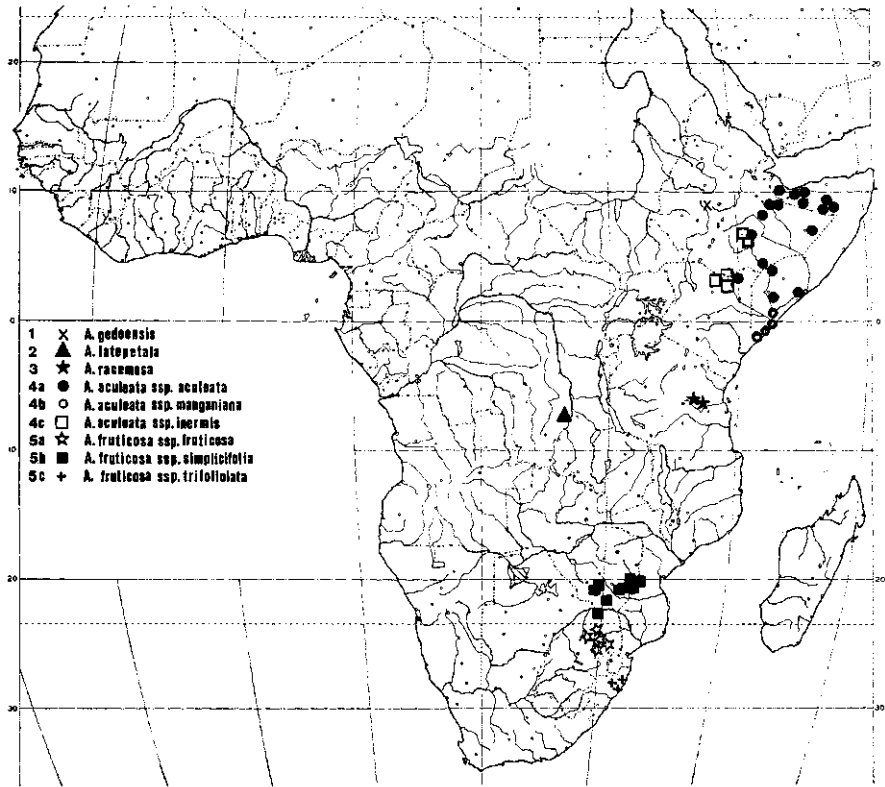 20 20
10 10
0 0
10 10
20 20
30 30
1 X A. gedoensis
2 ▲ A. latopetala
3 ★ A. racemosa
4a ● A. aculeata ssp. aculeata
4b ○ A. aculeata ssp. manganiana
4c □ A. aculeata ssp. inermis
5a ☆ A. fruticosa ssp. fruticosa
5b ■ A. fruticosa ssp. simplicifolia
5c + A. fruticosa ssp. trifoliolata